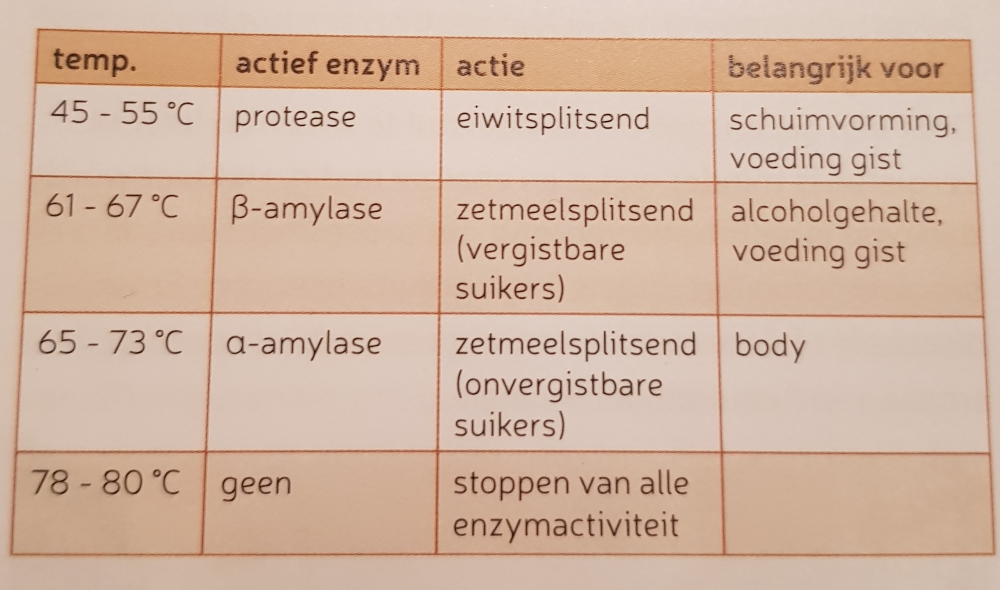 temp. actief enzym actie belangrijk voor
45 - 55 °C protease eiwitsplitsend schuimvorming,
voeding gist
61 - 67 °C β-amylase zetmeelsplitsend alcoholgehalte,
(vergistbare voeding gist
suikers)
65 - 73 °C α-amylase zetmeelsplitsend body
(onvergistbare
suikers)
78 - 80 °C geen stoppen van alle
enzymactiviteit